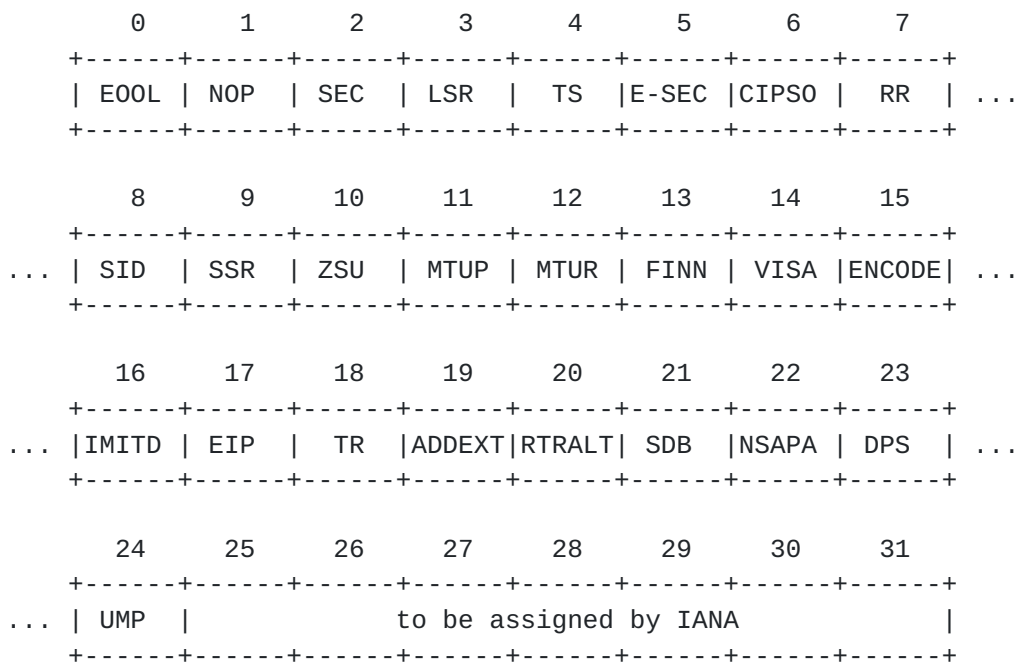 0      1      2      3      4      5      6      7
    +------+------+------+------+------+------+------+------+
    | EOOL | NOP  | SEC  | LSR  |  TS  |E-SEC |CIPSO |  RR  | ...
    +------+------+------+------+------+------+------+------+
        8      9     10     11     12     13     14     15
    +------+------+------+------+------+------+------+------+
... | SID  | SSR  | ZSU  | MTUP | MTUR | FINN | VISA |ENCODE| ...
    +------+------+------+------+------+------+------+------+
       16     17     18     19     20     21     22     23
    +------+------+------+------+------+------+------+------+
... |IMITD | EIP  |  TR  |ADDEXT|RTRALT| SDB  |NSAPA | DPS  | ...
    +------+------+------+------+------+------+------+------+
       24     25     26     27     28     29     30     31
    +------+------+------+------+------+------+------+------+
... | UMP  |             to be assigned by IANA             |
    +------+------+------+------+------+------+------+------+